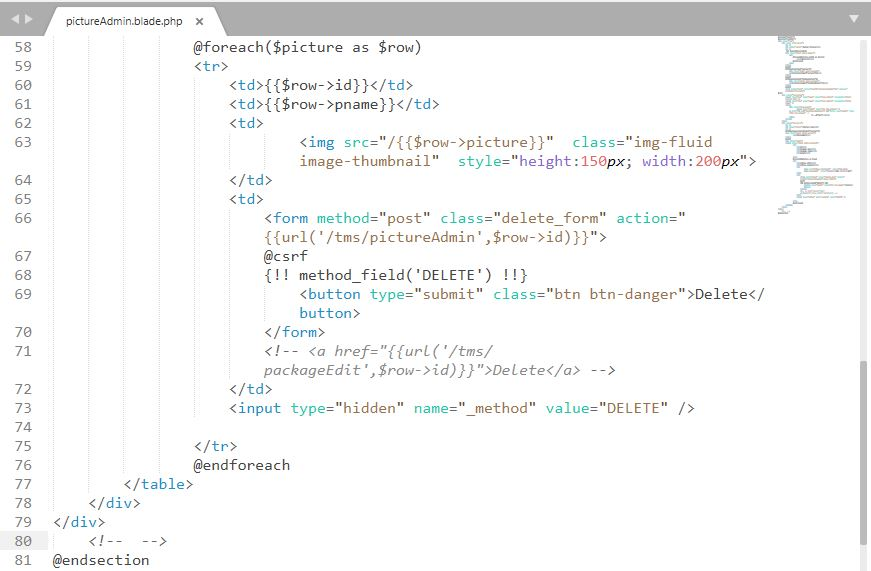 pictureAdmin.blade.php ×
58 @foreach($picture as $row)
59 <tr>
60 <td>{{$row->id}}</td>
61 <td>{{$row->pname}}</td>
62 <td>
63 <img src="/{{$row->picture}}"  class="img-fluid
image-thumbnail"  style="height:150px; width:200px">
64 </td>
65 <td>
66 <form method="post" class="delete_form" action="
{{url('/tms/pictureAdmin',$row->id)}}">
67 @csrf
68 {!! method_field('DELETE') !!}
69 <button type="submit" class="btn btn-danger">Delete</
button>
70 </form>
71 <!-- <a href="{{url('/tms/
packageEdit',$row->id)}}">Delete</a> -->
72 </td>
73 <input type="hidden" name="_method" value="DELETE" />
74
75 </tr>
76 @endforeach
77 </table>
78 </div>
79 </div>
80 <!--  -->
81 @endsection